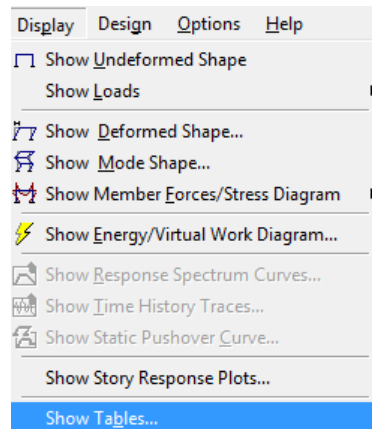 Display Design Options Help
Show Undeformed Shape
Show Loads
Show Deformed Shape...
Show Mode Shape...
Show Member Forces/Stress Diagram
Show Energy/Virtual Work Diagram...
Show Response Spectrum Curves...
Show Time History Traces...
Show Static Pushover Curve...
Show Story Response Plots...
Show Tables...